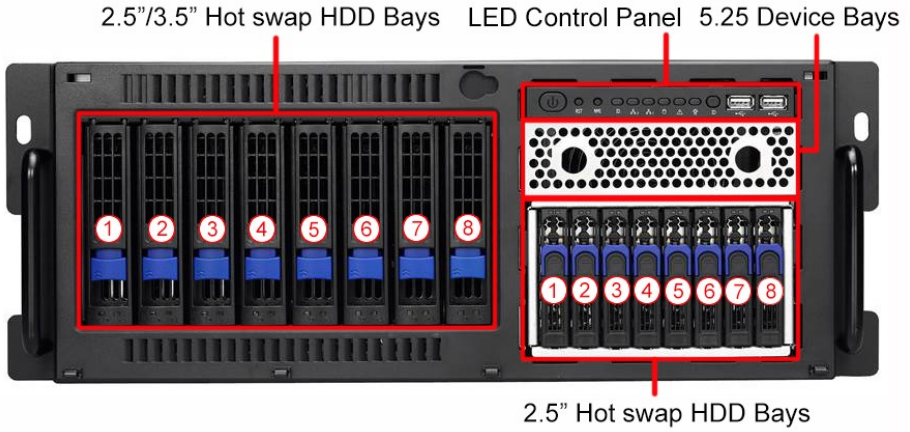 2.5”/3.5” Hot swap HDD Bays
LED Control Panel
5.25 Device Bays
1 2 3 4 5 6 7 8
1 2 3 4 5 6 7 8
2.5” Hot swap HDD Bays